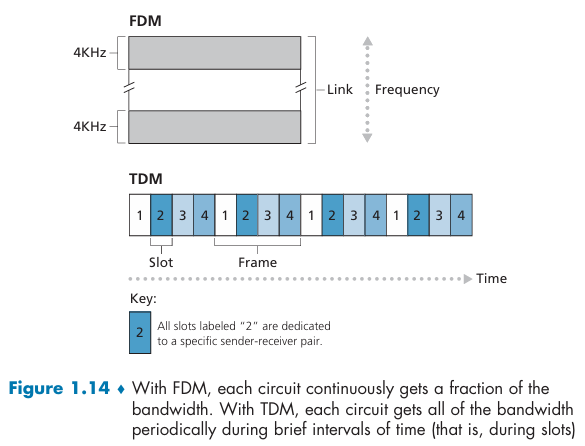 FDM
4KHz
Link
Frequency
4KHz
TDM
1 2 3 4 1 2 3 4 1 2 3 4 1 2 3 4
Slot
Frame
Time
Key:
2
All slots labeled “2” are dedicated
to a specific sender-receiver pair.
Figure 1.14 ♦ With FDM, each circuit continuously gets a fraction of the
bandwidth. With TDM, each circuit gets all of the bandwidth
periodically during brief intervals of time (that is, during slots)